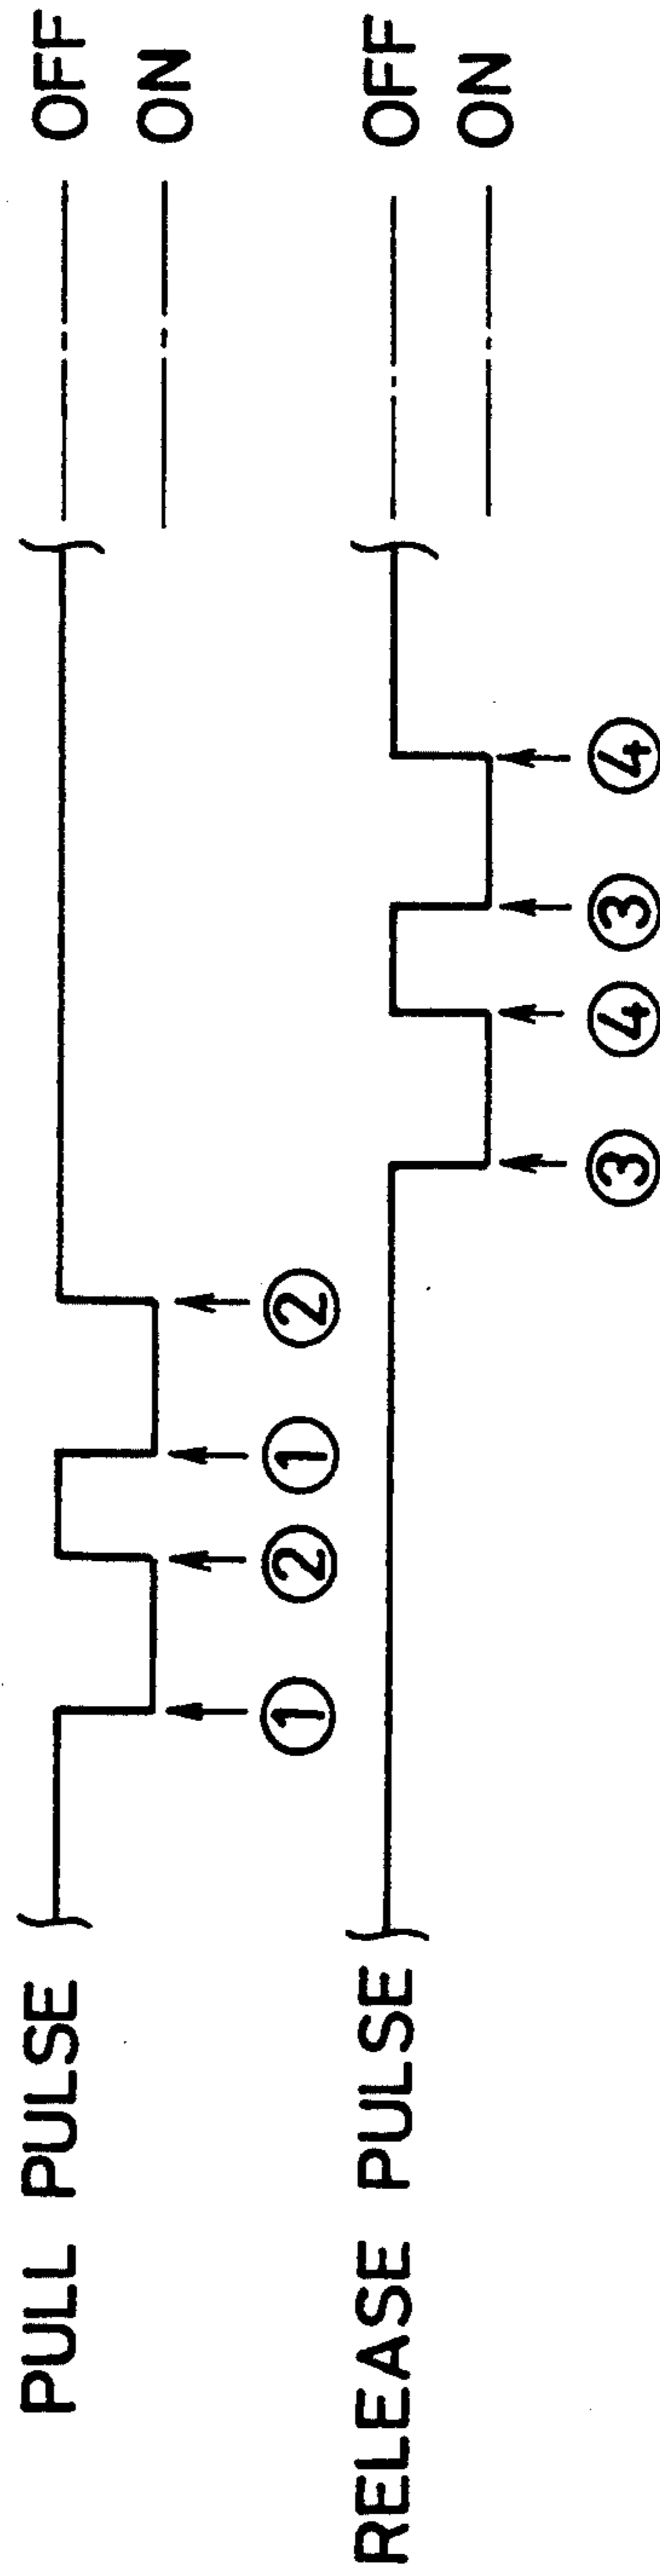 PULL PULSE
OFF
ON
① ② ① ②
RELEASE PULSE
OFF
ON
③ ④ ③ ④